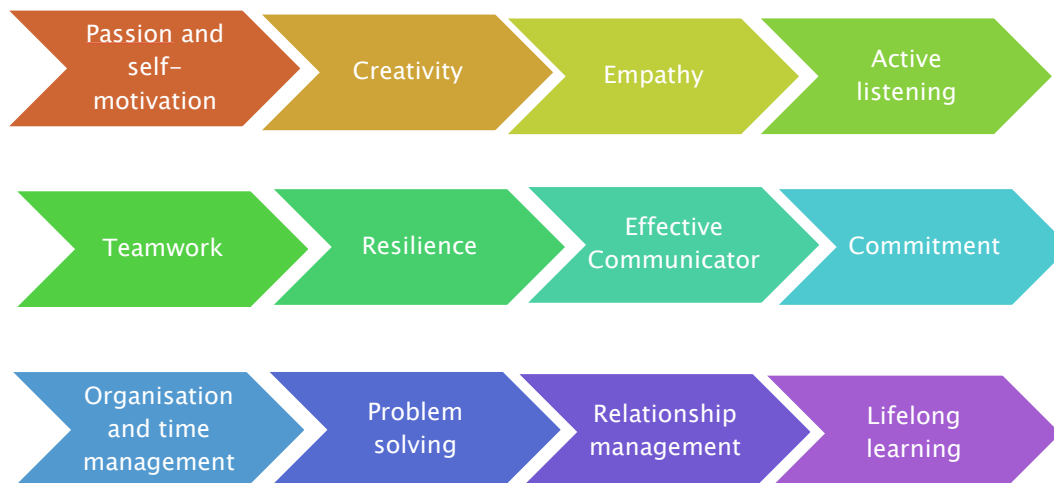 Passion and
self-
motivation
Creativity
Empathy
Active
listening
Teamwork
Resilience
Effective
Communicator
Commitment
Organisation
and time
management
Problem
solving
Relationship
management
Lifelong
learning